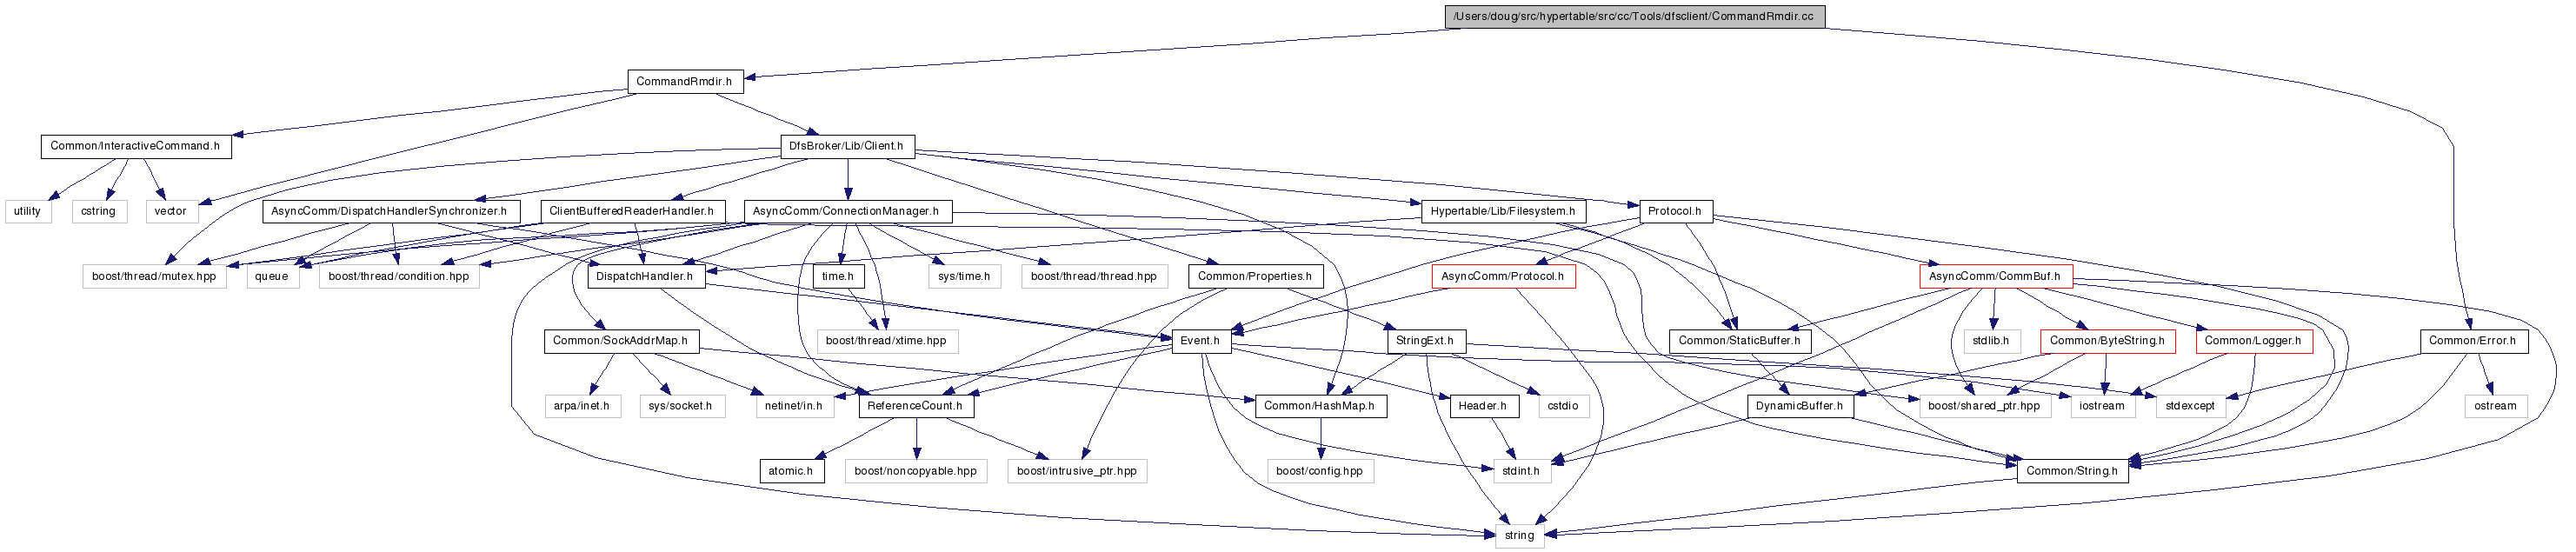 /Users/doug/src/hypertable/src/cc/Tools/dfsclient/CommandRmdir.cc
CommandRmdir.h
Common/InteractiveCommand.h
DfsBroker/Lib/Client.h
utility
cstring
vector
AsyncComm/DispatchHandlerSynchronizer.h
ClientBufferedReaderHandler.h
AsyncComm/ConnectionManager.h
Hypertable/Lib/Filesystem.h
Protocol.h
boost/thread/mutex.hpp
queue
boost/thread/condition.hpp
DispatchHandler.h
time.h
sys/time.h
boost/thread/thread.hpp
Common/Properties.h
AsyncComm/Protocol.h
AsyncComm/CommBuf.h
Common/SockAddrMap.h
boost/thread/xtime.hpp
Event.h
StringExt.h
Common/StaticBuffer.h
stdlib.h
Common/ByteString.h
Common/Logger.h
Common/Error.h
arpa/inet.h
sys/socket.h
netinet/in.h
ReferenceCount.h
Common/HashMap.h
Header.h
cstdio
DynamicBuffer.h
boost/shared_ptr.hpp
iostream
stdexcept
ostream
atomic.h
boost/noncopyable.hpp
boost/intrusive_ptr.hpp
boost/config.hpp
stdint.h
Common/String.h
string